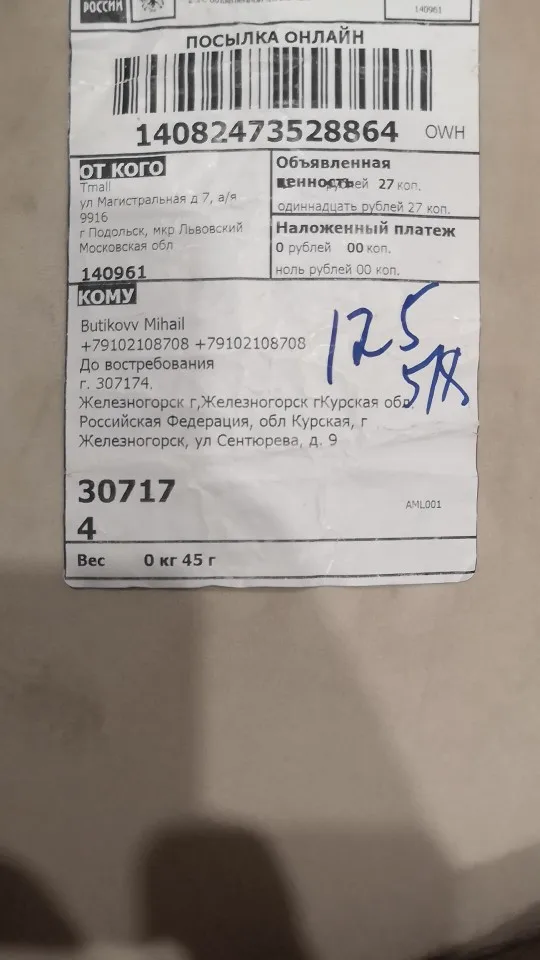 РОССИИ
140961
ПОСЫЛКА ОНЛАЙН
14082473528864 OWH
ОТ КОГО
Tmall
ул Магистральная д 7, а/я
9916
г Подольск, мкр Львовский
Московская обл
140961
Объявленная
ценность
рублей 27 коп.
одиннадцать рублей 27 коп.
Наложенный платеж
0 рублей 00 коп.
ноль рублей 00 коп.
КОМУ
Butikovv Mihail
+79102108708 +79102108708
До востребования
г. 307174,
Железногорск г,Железногорск гКурская обл.
Российская Федерация, обл Курская, г
Железногорск, ул Сентюрева, д. 9
125
30717
4
AML001
Вес 0 кг 45 г